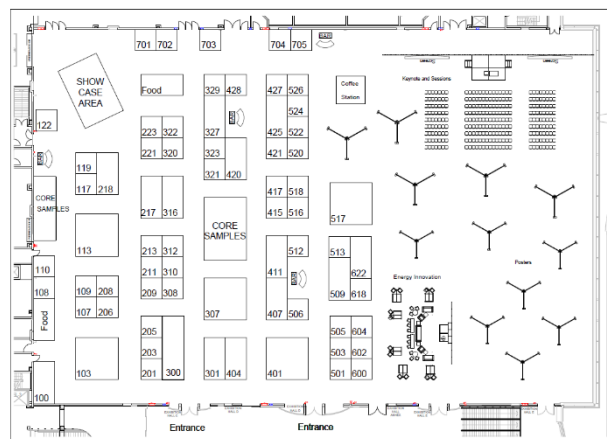 701 702
703
704 705
BAR
SHOW
CASE
AREA
Food
329 428
427 526
Coffee
Station
Keynote and Sessions
524
122
223 322
327
BAR
425 522
221 320
323
421 520
BAR
119
321 420
117 218
417 518
CORE
SAMPLES
217 316
CORE
SAMPLES
415 516
517
113
213 312
512
513
110
211 310
411
BAR
622
Energy Innovation
Posters
108
109 208
209 308
509 618
Food
107 206
307
407 506
205
505 604
203
503 602
103
201 300
301 404
401
501 600
100
Entrance
Entrance